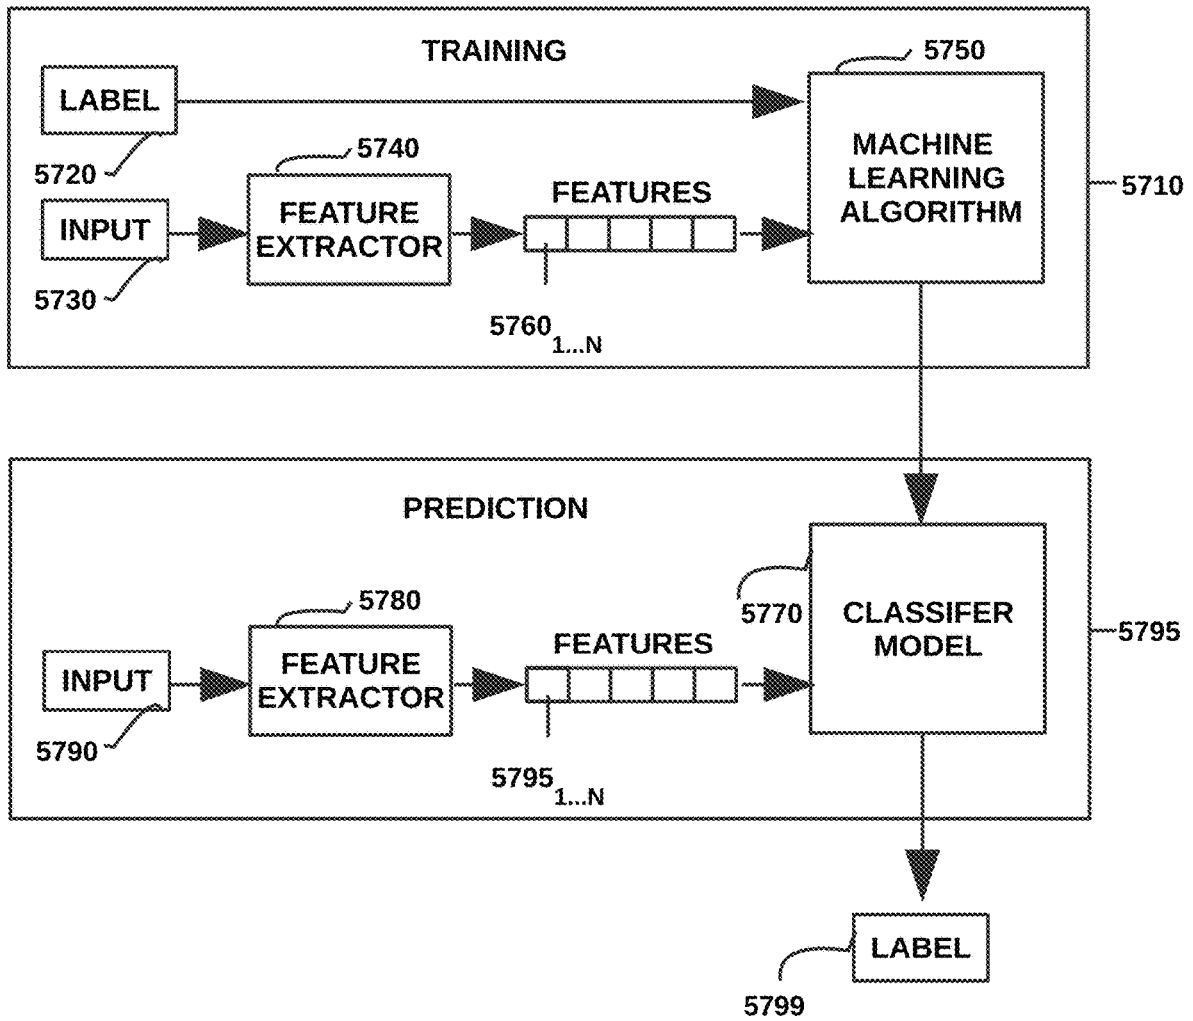 TRAINING
5750
LABEL
5720
5740
MACHINE
LEARNING
ALGORITHM
5710
INPUT
FEATURE
EXTRACTOR
FEATURES
5730
5760
1...N
PREDICTION
5770
CLASSIFER
MODEL
5795
5780
INPUT
FEATURE
EXTRACTOR
FEATURES
5790
5795
1...N
LABEL
5799